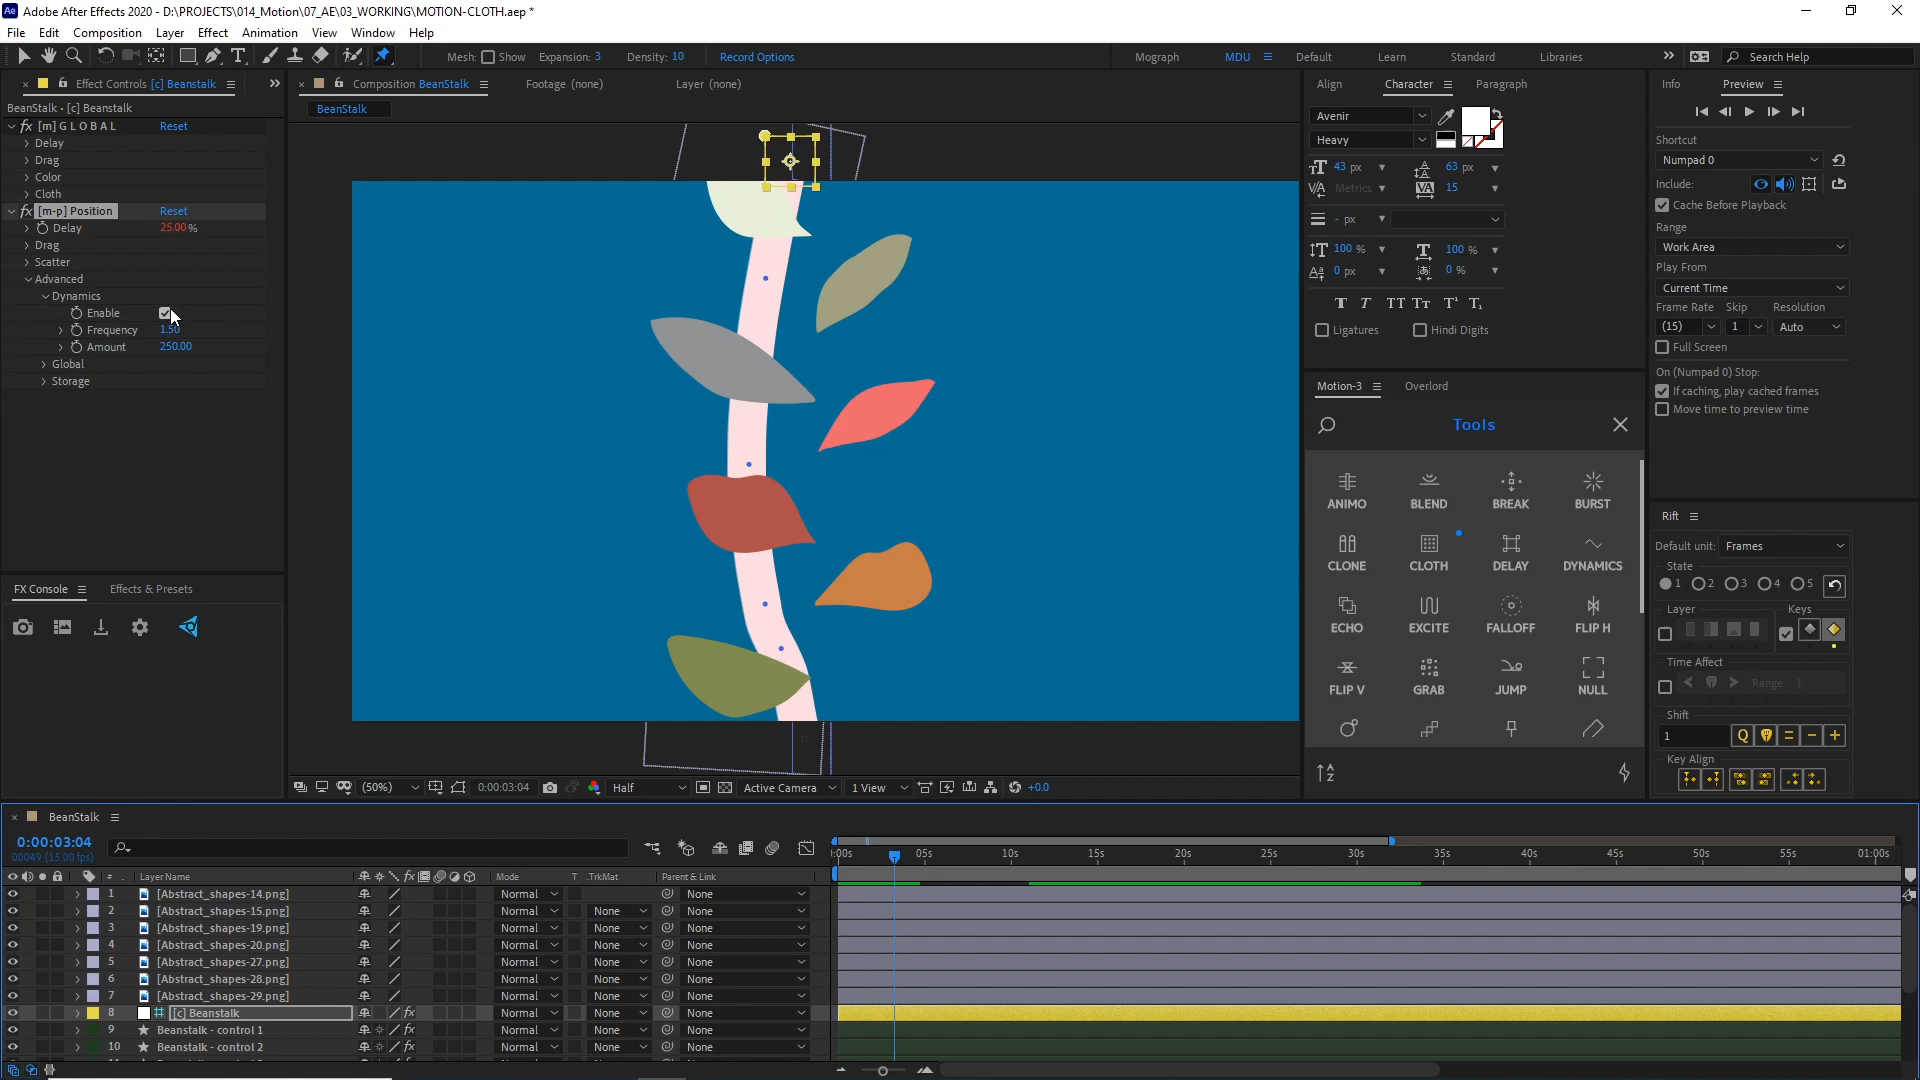 Adobe After Effects 2020 - D:\PROJECTS\014_Motion\07_AE\03_WORKING\MOTION-CLOTH.aep *
File Edit Composition Layer Effect Animation View Window Help
Mesh: Show Expansion: 3 Density: 10 Record Options Mograph MDU Default Learn Standard Libraries Search Help
Effect Controls [c] Beanstalk
BeanStalk • [c] Beanstalk
fx [m] G L O B A L Reset
Delay
Drag
Color
Cloth
fx [m-p] Position Reset
Delay 25.00 %
Drag
Scatter
Advanced
Dynamics
Enable
Frequency 1.50
Amount 250.00
Global
Storage
FX Console Effects & Presets
Composition BeanStalk Footage (none) Layer (none)
BeanStalk
(50%) 0:00:03:04 Half Active Camera 1 View +0.0
Align Character Paragraph
Avenir
Heavy
43 px 63 px
Metrics 15
- px
100 % 100 %
0 px 0 %
Ligatures Hindi Digits
Motion-3 Overlord
Tools
ANIMO BLEND BREAK BURST
CLONE CLOTH DELAY DYNAMICS
ECHO EXCITE FALLOFF FLIP H
FLIP V GRAB JUMP NULL
Info Preview
Shortcut
Numpad 0
Include:
Cache Before Playback
Range
Work Area
Play From
Current Time
Frame Rate Skip Resolution
(15) 1 Auto
Full Screen
On (Numpad 0) Stop:
If caching, play cached frames
Move time to preview time
Rift
Default unit: Frames
State
1 2 3 4 5
Layer Keys
Time Affect
Range 1
Shift
1 Q
Key Align
BeanStalk
0:00:03:04
00049 (15.00 fps)
:00s 05s 10s 15s 20s 25s 30s 35s 40s 45s 50s 55s 01:00s
# Layer Name Mode T .TrkMat Parent & Link
1 [Abstract_shapes-14.png] Normal None
2 [Abstract_shapes-15.png] Normal None None
3 [Abstract_shapes-19.png] Normal None None
4 [Abstract_shapes-20.png] Normal None None
5 [Abstract_shapes-27.png] Normal None None
6 [Abstract_shapes-28.png] Normal None None
7 [Abstract_shapes-29.png] Normal None None
8 [[c] Beanstalk Normal None None
9 Beanstalk - control 1 Normal None None
10 Beanstalk - control 2 Normal None None